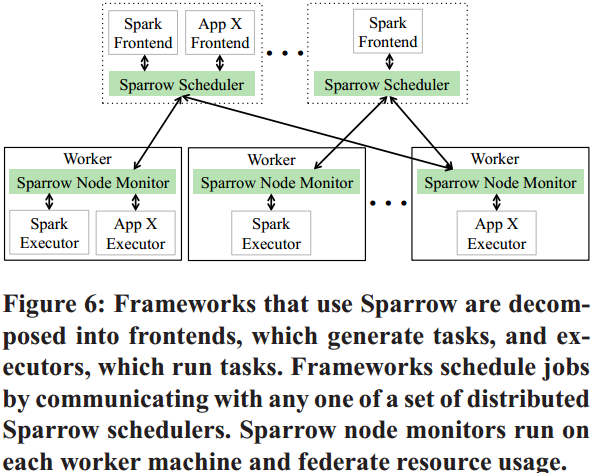 Spark
Frontend
App X
Frontend
Spark
Frontend
Sparrow Scheduler
Sparrow Scheduler
Worker
Sparrow Node Monitor
Spark
Executor
App X
Executor
Worker
Sparrow Node Monitor
Spark
Executor
Worker
Sparrow Node Monitor
App X
Executor
Figure 6: Frameworks that use Sparrow are decom-
posed into frontends, which generate tasks, and ex-
ecutors, which run tasks. Frameworks schedule jobs
by communicating with any one of a set of distributed
Sparrow schedulers. Sparrow node monitors run on
each worker machine and federate resource usage.